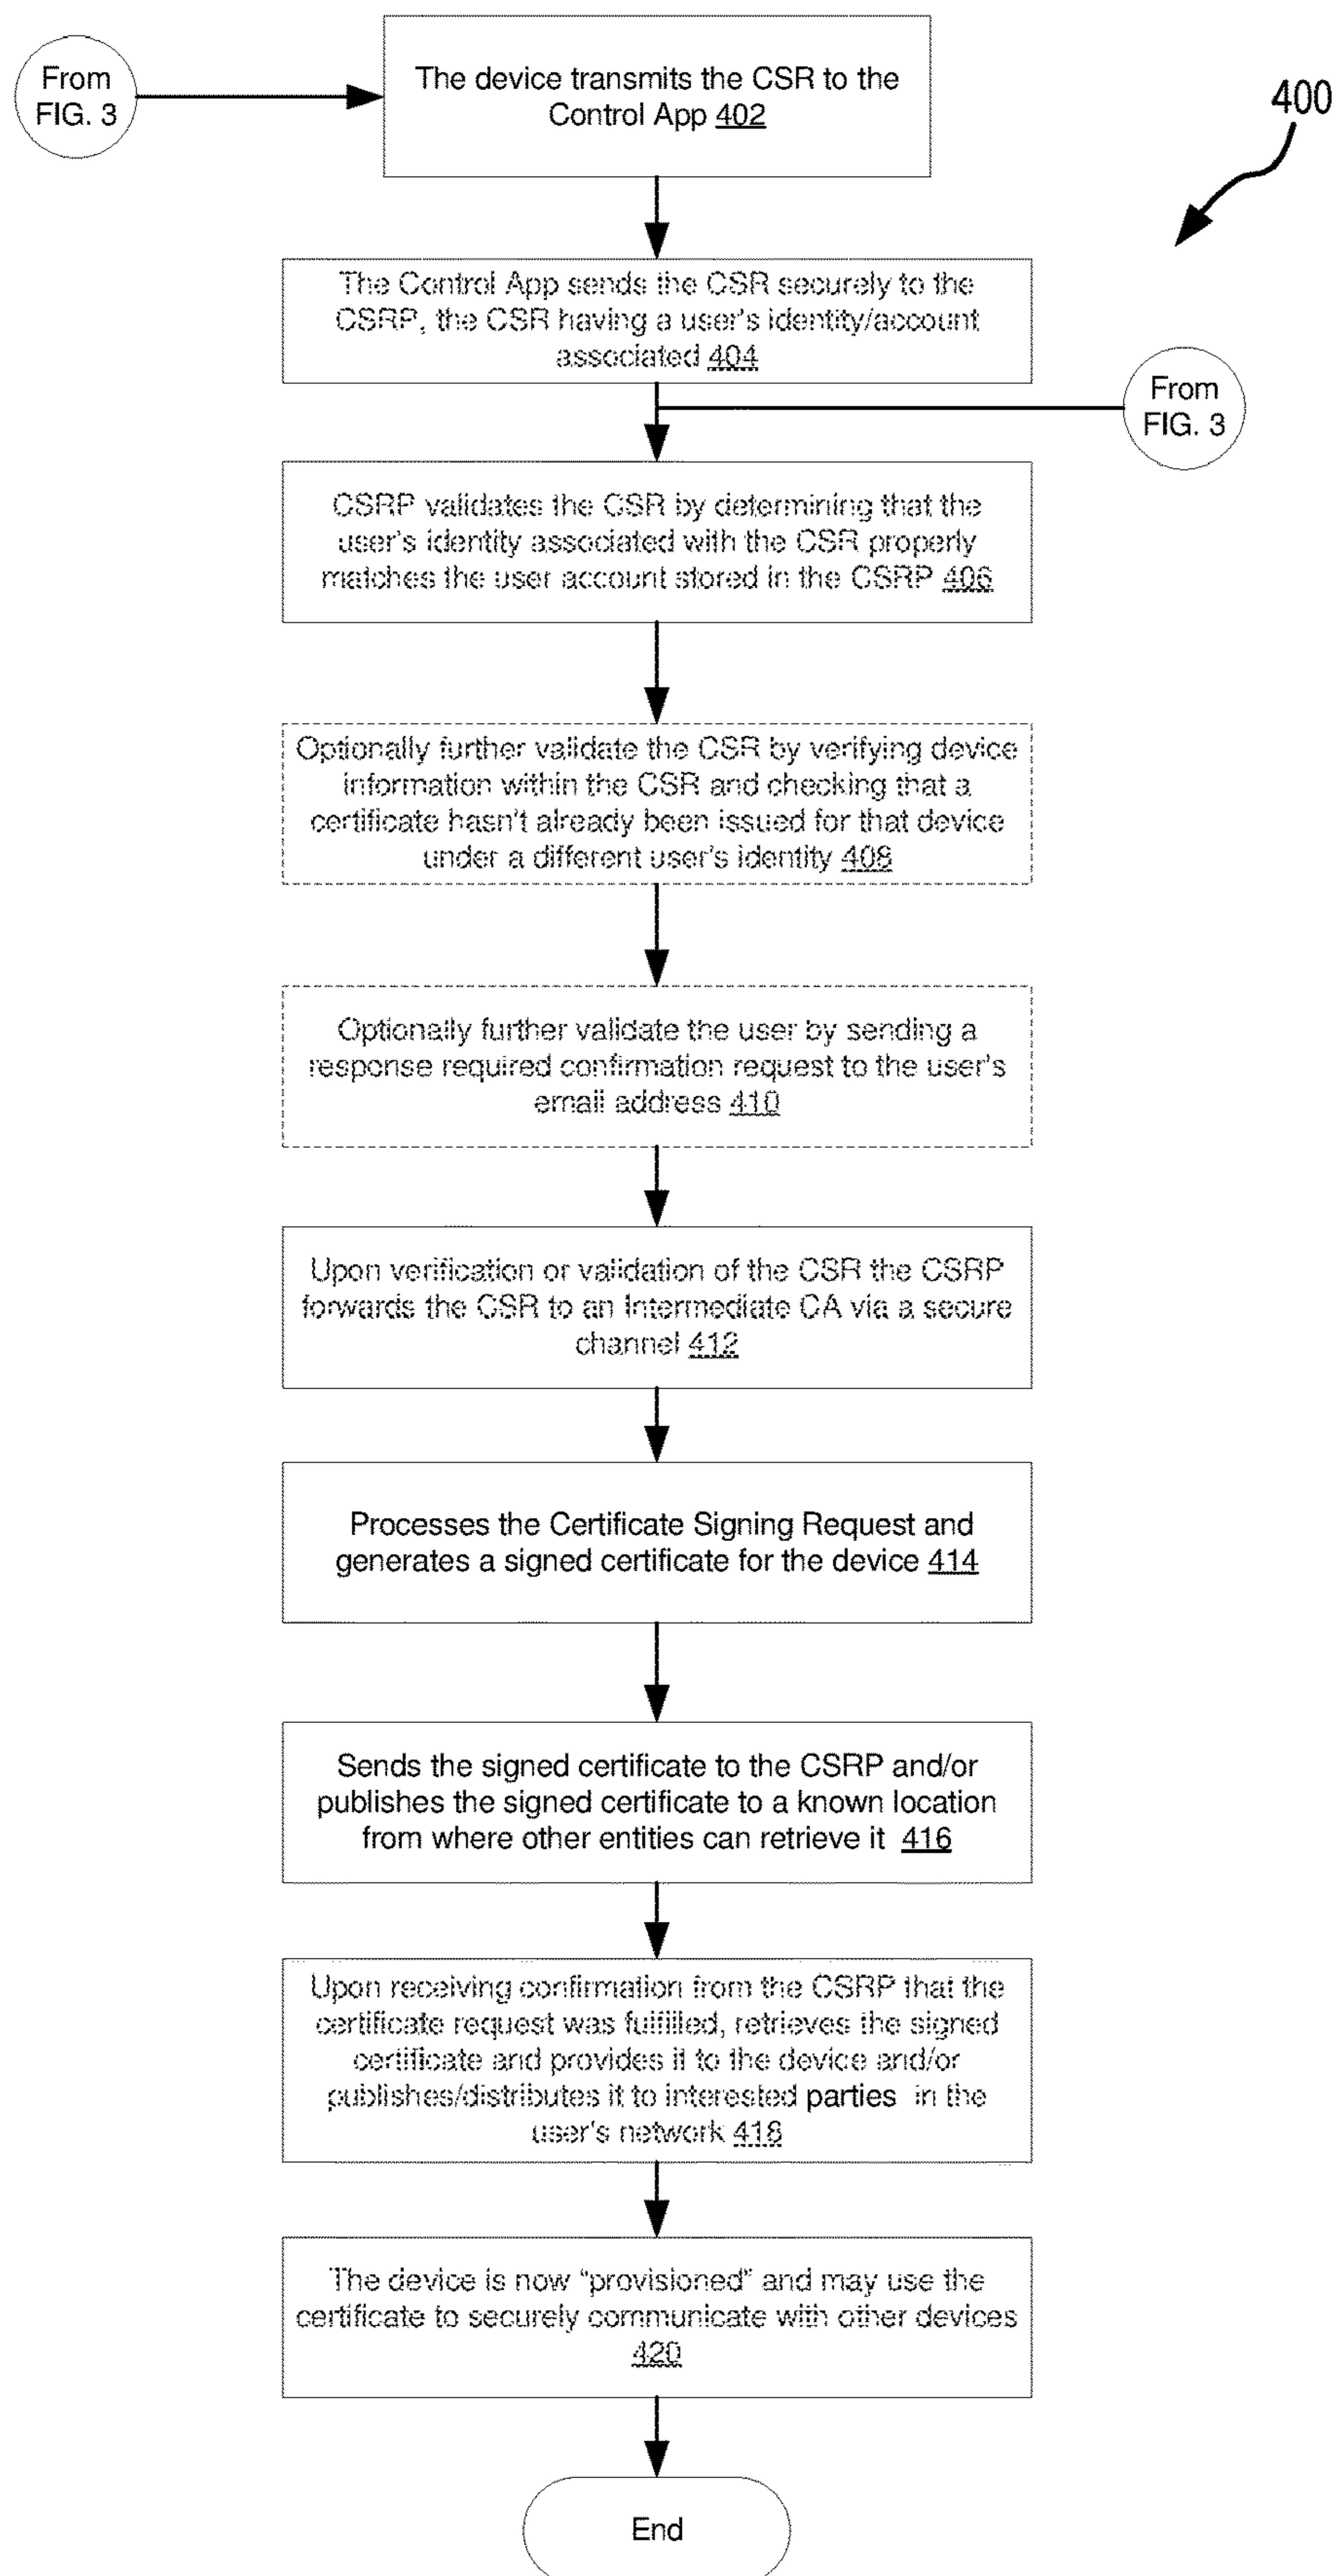 From
FIG. 3
The device transmits the CSR to the
Control App 402
400
The Control App sends the CSR securely to the
CSRP, the CSR having a user's identity/account
associated 404
From
FIG. 3
CSRP validates the CSR by determining that the
user's identity associated with the CSR properly
matches the user account stored in the CSRP 406
Optionally further validate the CSR by verifying device
information within the CSR and checking that a
certificate hasn't already been issued for that device
under a different user's identity 408
Optionally further validate the user by sending a
response required confirmation request to the user's
email address 410
Upon verification or validation of the CSR the CSRP
forwards the CSR to an Intermediate CA via a secure
channel 412
Processes the Certificate Signing Request and
generates a signed certificate for the device 414
Sends the signed certificate to the CSRP and/or
publishes the signed certificate to a known location
from where other entities can retrieve it 416
Upon receiving confirmation from the CSRP that the
certificate request was fulfilled, retrieves the signed
certificate and provides it to the device and/or
publishes/distributes it to interested parties in the
user's network 418
The device is now "provisioned" and may use the
certificate to securely communicate with other devices
420
End